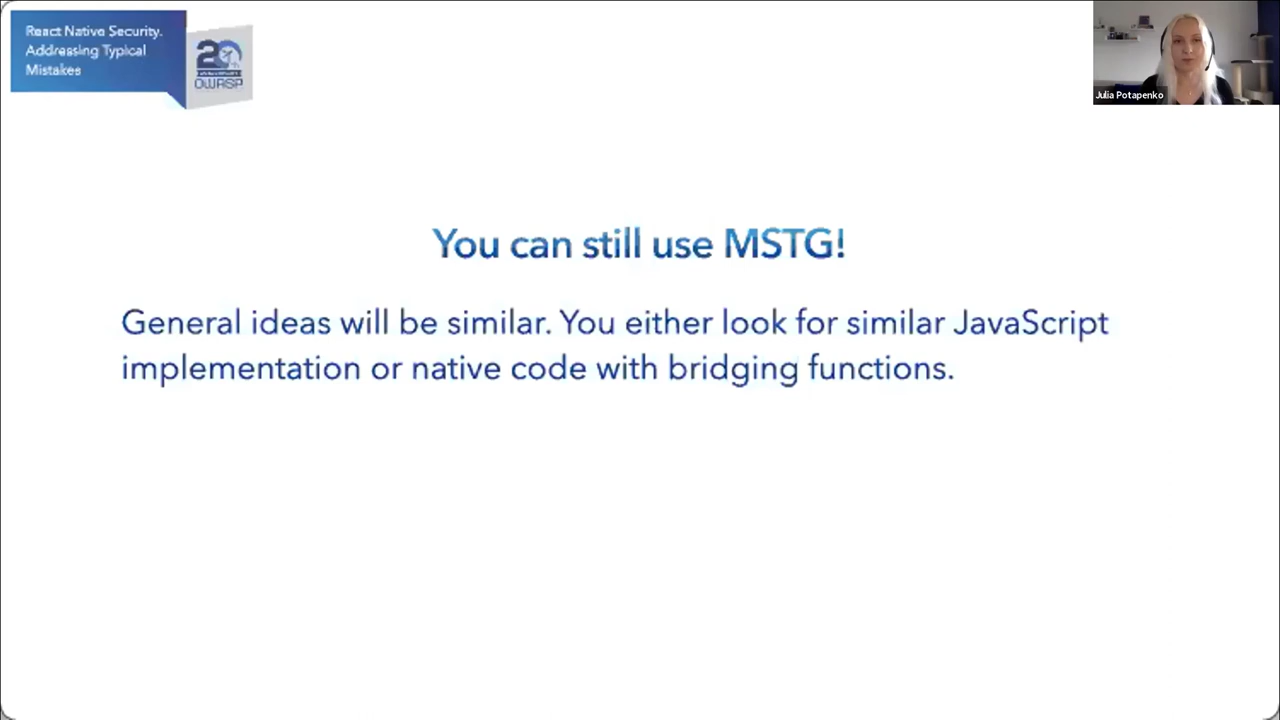 React Native Security.
Addressing Typical
Mistakes
20
OWASP
Julia Potapenko
You can still use MSTG!
General ideas will be similar. You either look for similar JavaScript
implementation or native code with bridging functions.